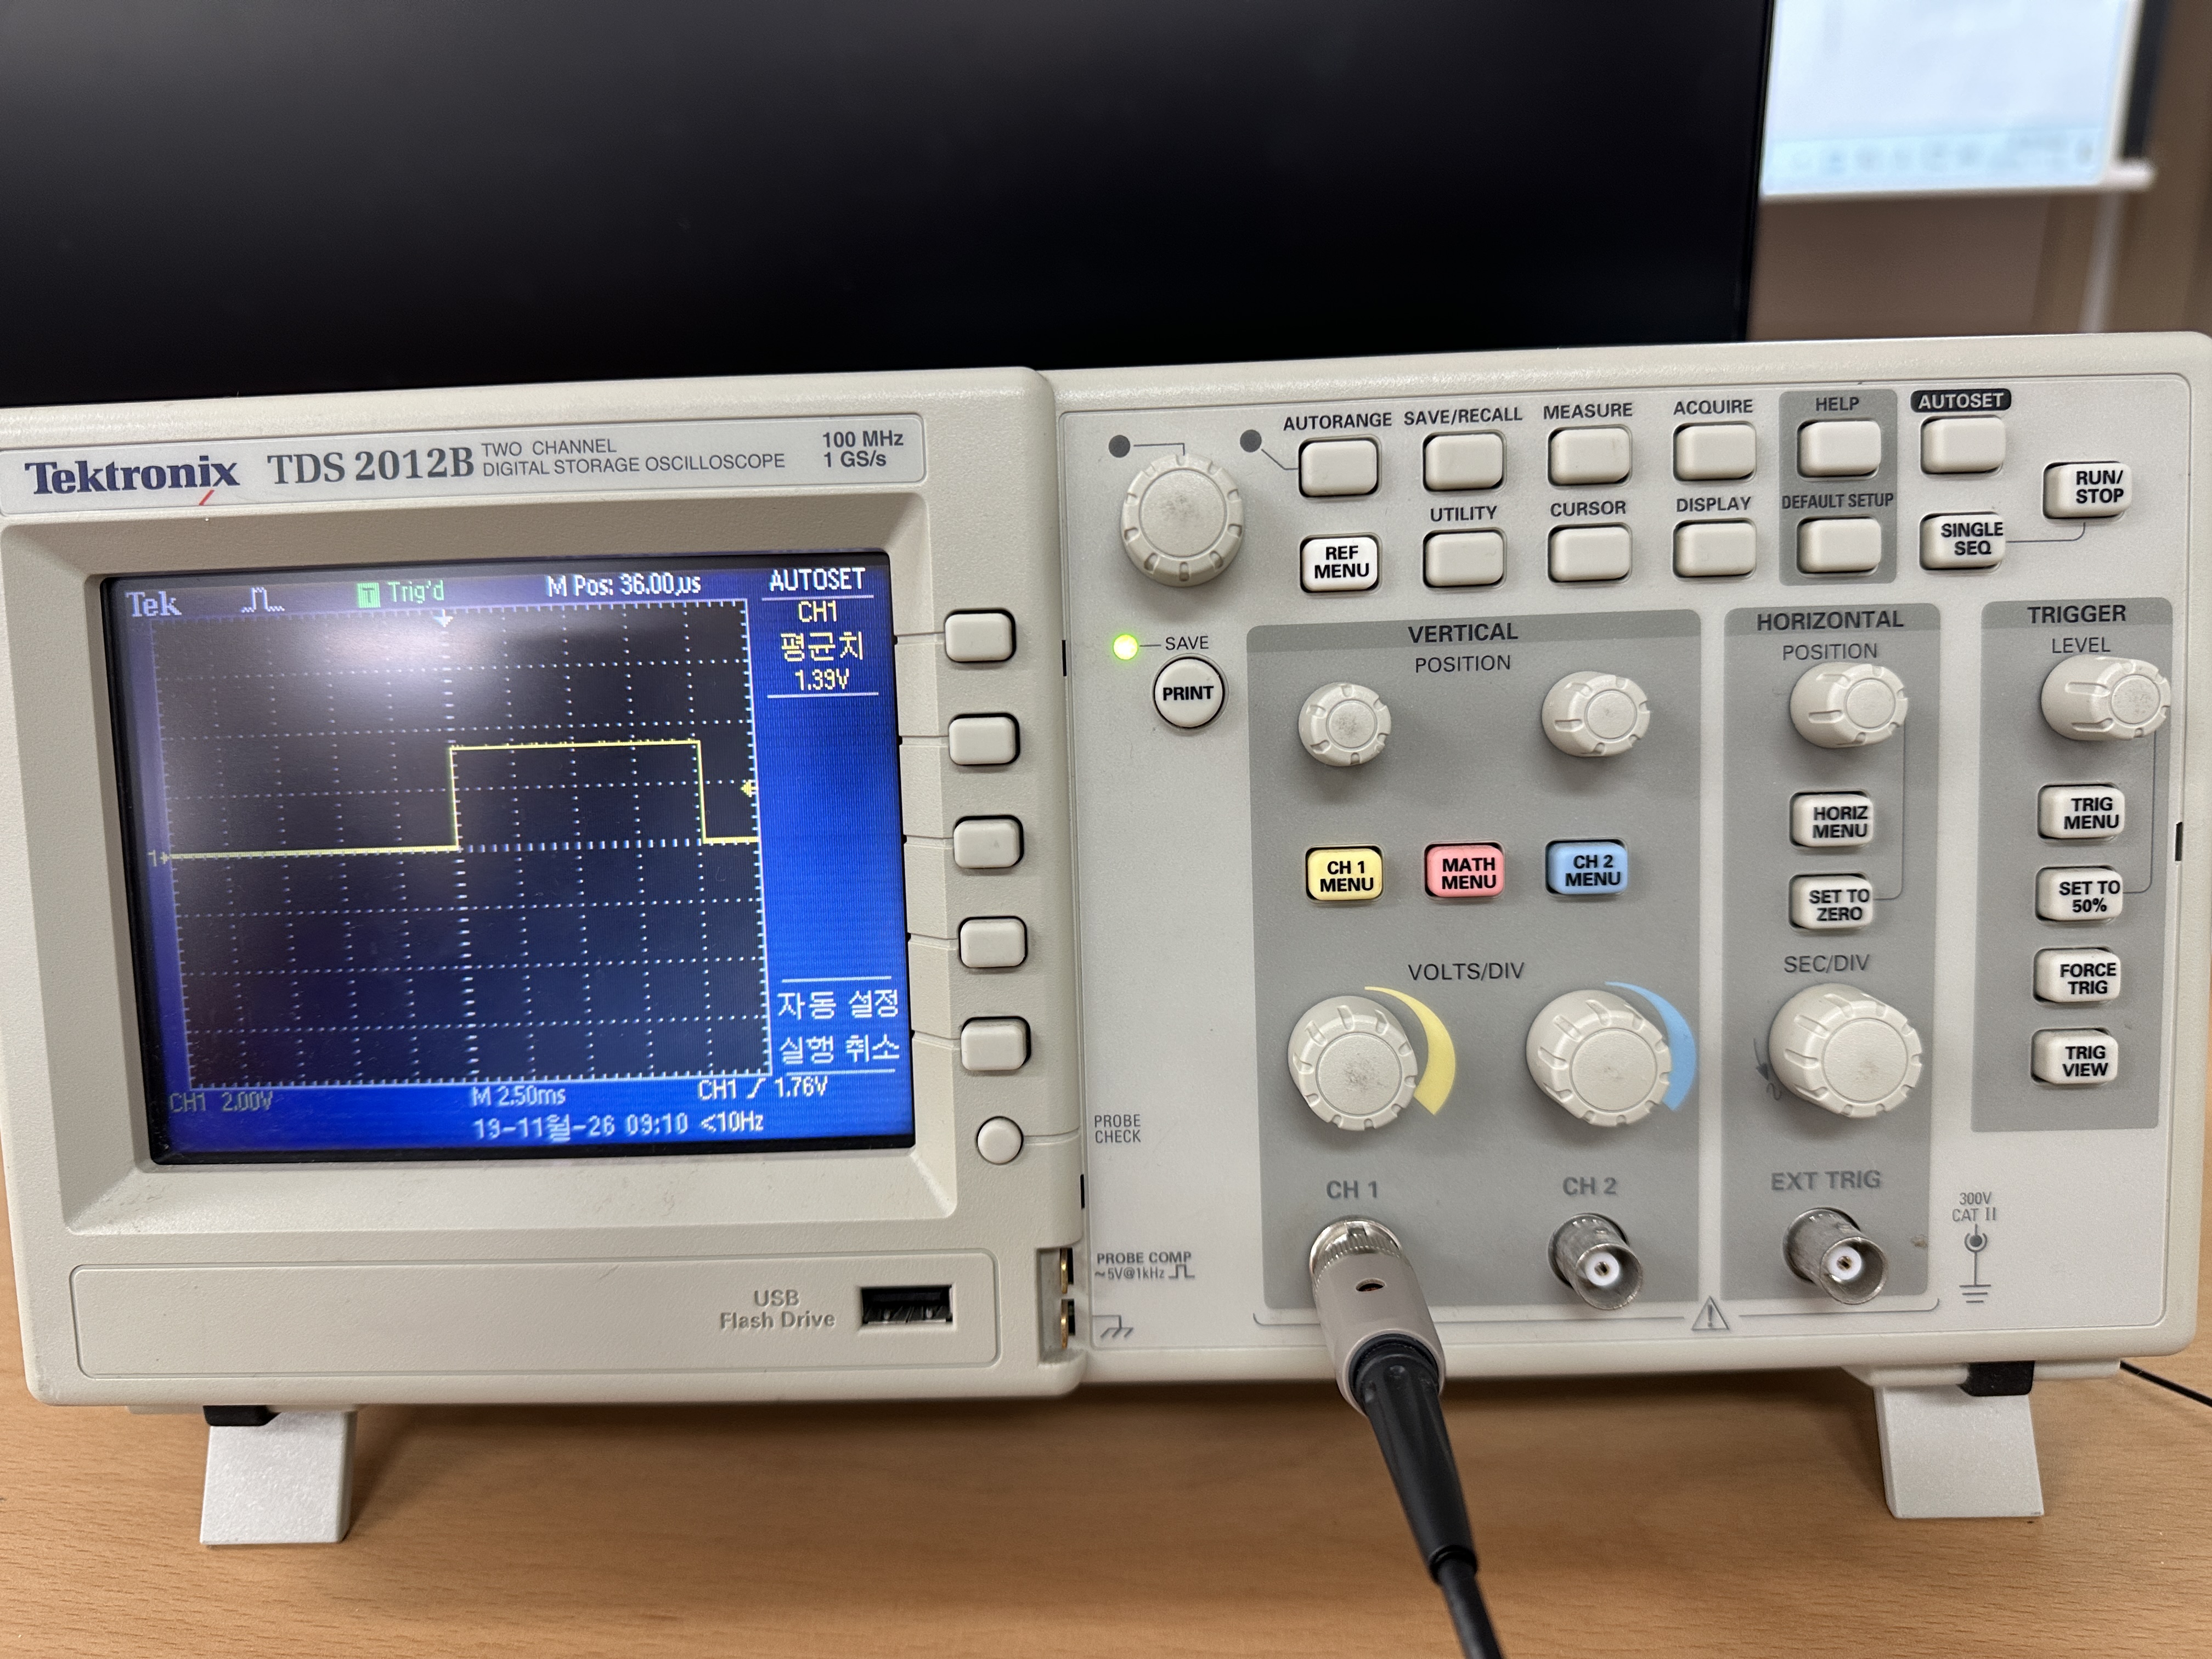 Tektronix TDS 2012B TWO CHANNEL
DIGITAL STORAGE OSCILLOSCOPE
100 MHz
1 GS/s
Tek
T Trig'd
M Pos: 36.00µs
AUTOSET
CH1
평균치
1.39V
1
자동 설정
실행 취소
CH1 2.00V
M 2.50ms
CH1 1.76V
19-11월-26 09:10
<10Hz
USB
Flash Drive
AUTORANGE
SAVE/RECALL
MEASURE
ACQUIRE
HELP
AUTOSET
REF
MENU
UTILITY
CURSOR
DISPLAY
DEFAULT SETUP
SINGLE
SEQ
RUN/
STOP
SAVE
PRINT
VERTICAL
POSITION
CH 1
MENU
MATH
MENU
CH 2
MENU
VOLTS/DIV
CH 1
CH 2
HORIZONTAL
POSITION
HORIZ
MENU
SET TO
ZERO
SEC/DIV
EXT TRIG
TRIGGER
LEVEL
TRIG
MENU
SET TO
50%
FORCE
TRIG
TRIG
VIEW
300V
CAT II
PROBE
CHECK
PROBE COMP
~5V@1kHz